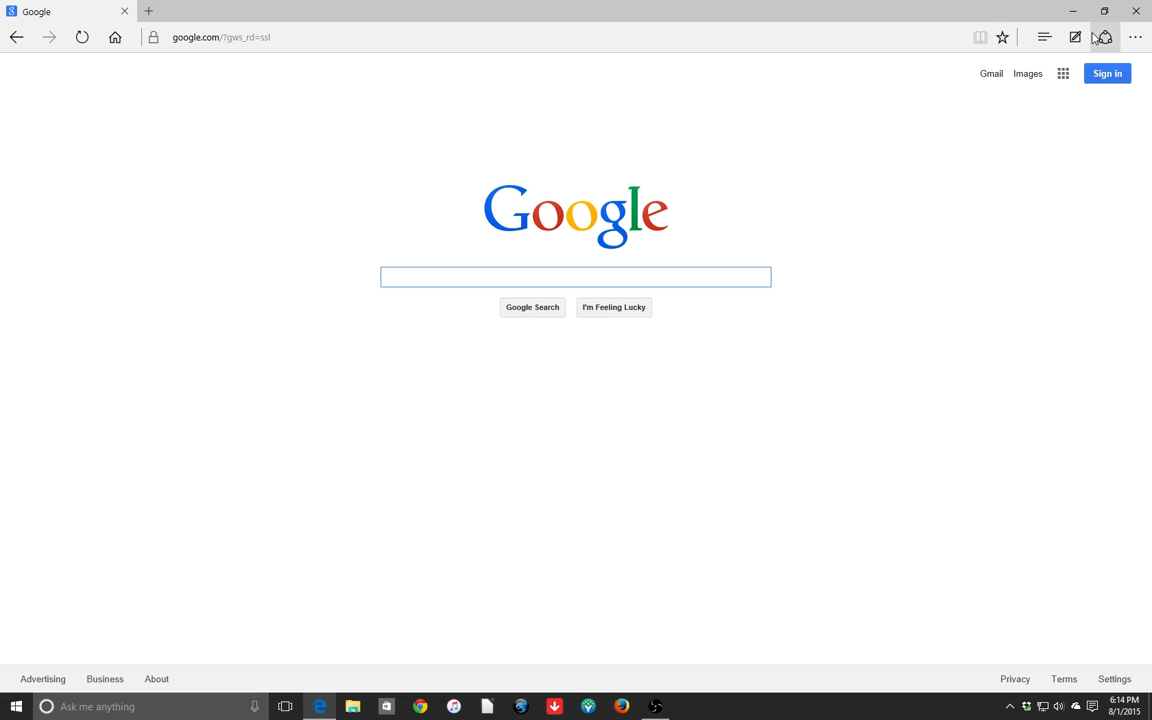 Google
google.com/?gws_rd=ssl
Gmail Images Sign in
Google
Google Search I'm Feeling Lucky
Advertising Business About Privacy Terms Settings
Ask me anything
6:14 PM
8/1/2015